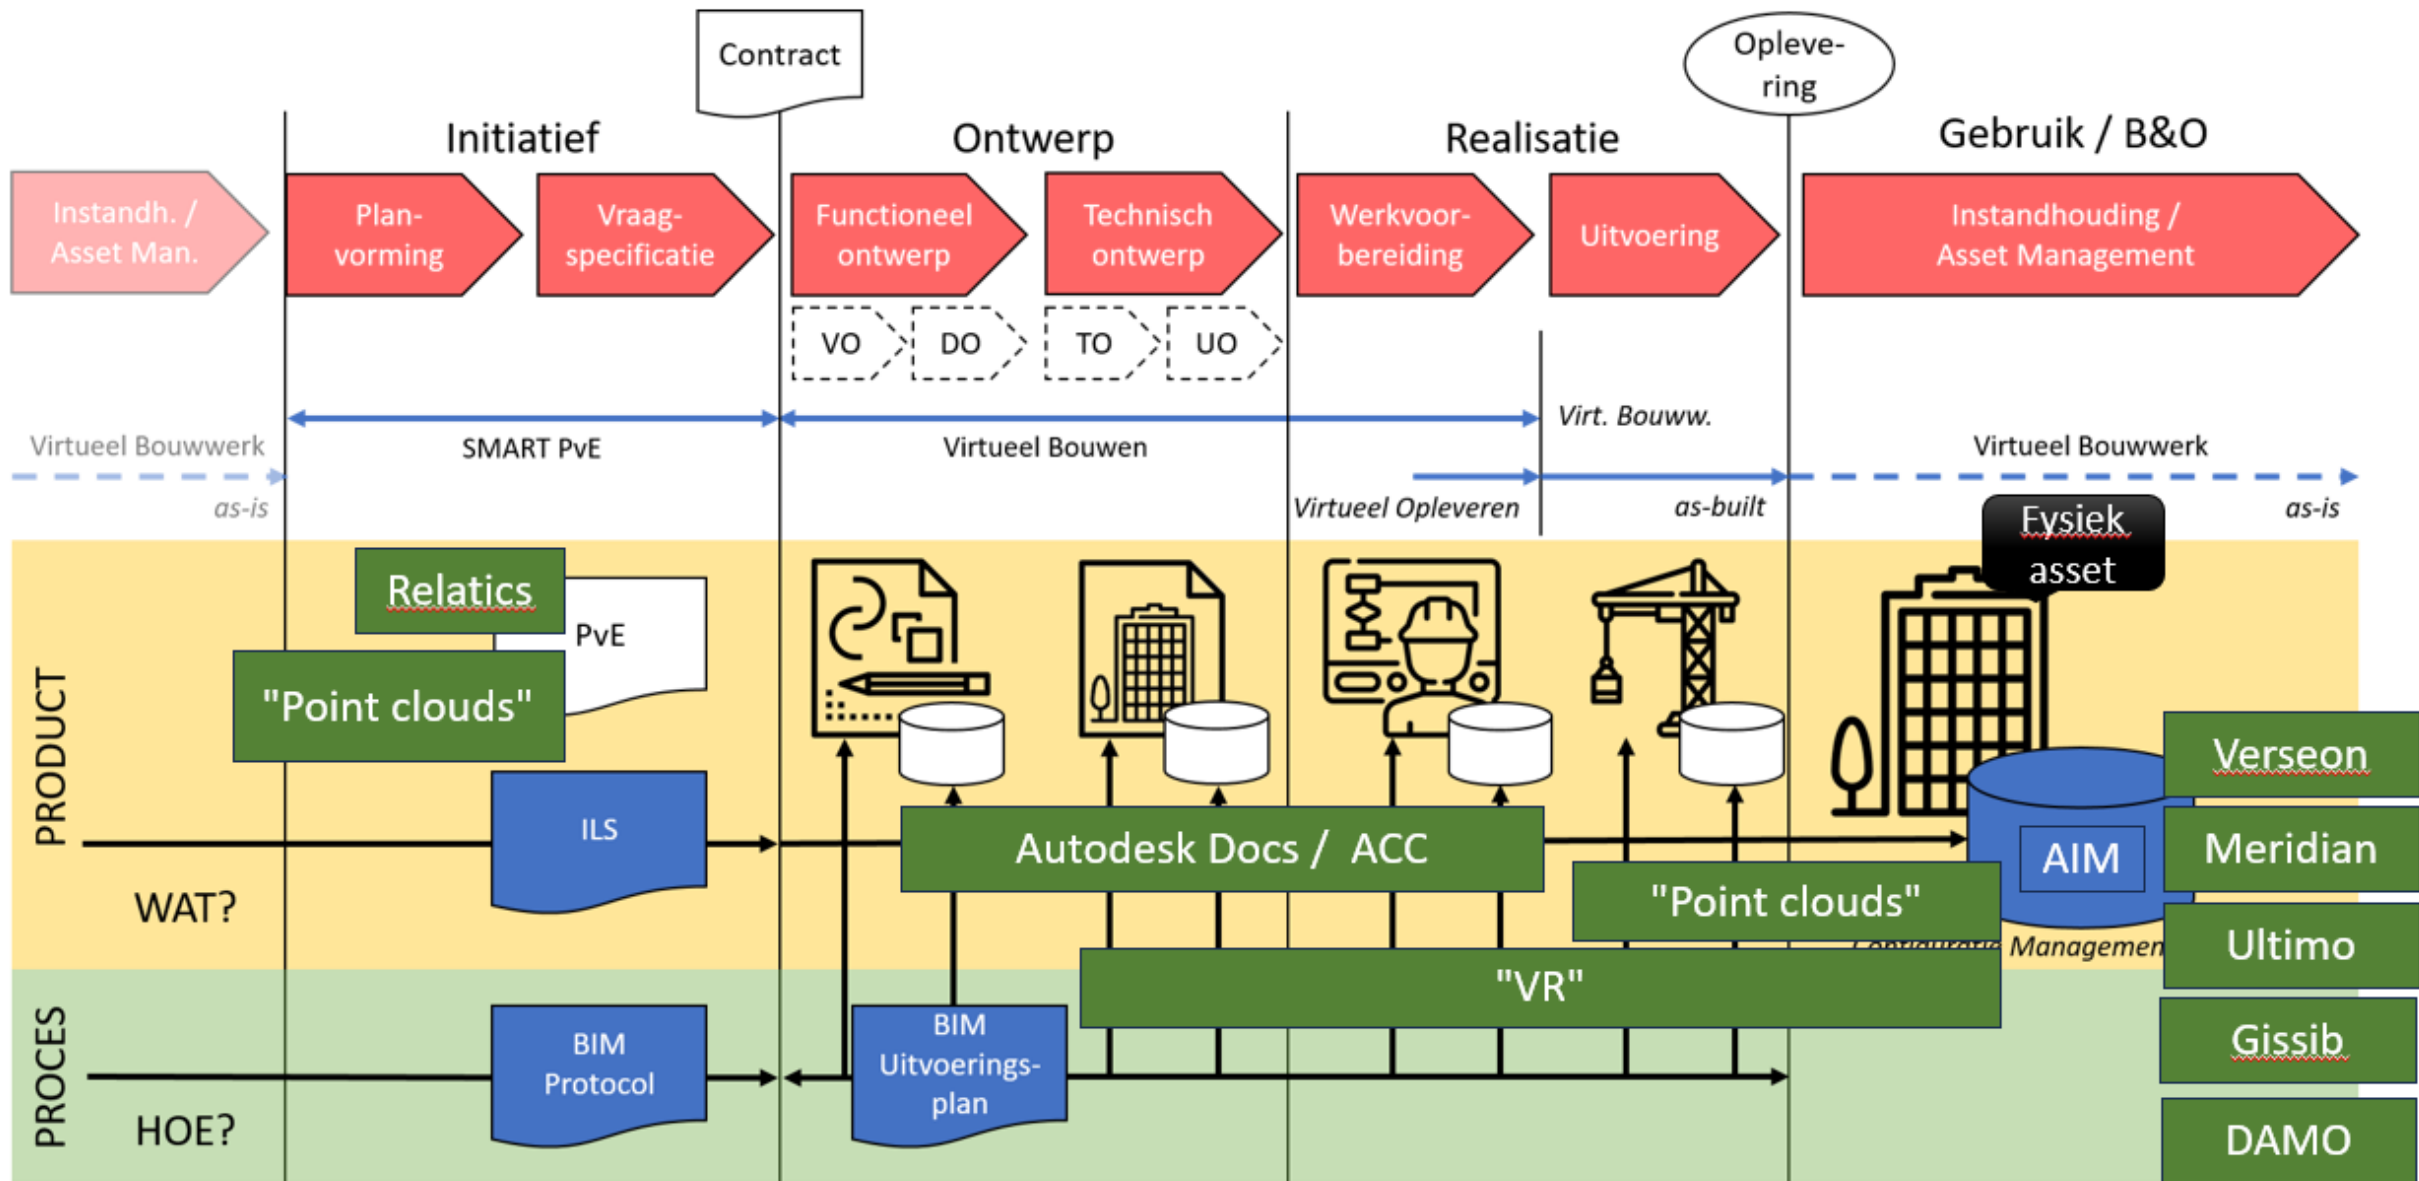 Contract
Opleve-
ring
Initiatief
Ontwerp
Realisatie
Gebruik / B&O
Instandh. /
Asset Man.
Plan-
vorming
Vraag-
specificatie
Functioneel
ontwerp
Technisch
ontwerp
Werkvoor-
bereiding
Uitvoering
Instandhouding /
Asset Management
VO
DO
TO
UO
Virtueel Bouwwerk
as-is
SMART PvE
Virtueel Bouwen
Virt. Bouww.
Virtueel Opleveren
as-built
Virtueel Bouwwerk
as-is
Fysiek
asset
PRODUCT
Relatics
PvE
"Point clouds"
ILS
WAT?
Autodesk Docs / ACC
"Point clouds"
AIM
Configuratie Managemen
"VR"
Verseon
Meridian
Ultimo
Gissib
DAMO
PROCES
BIM
Protocol
BIM
Uitvoerings-
plan
HOE?